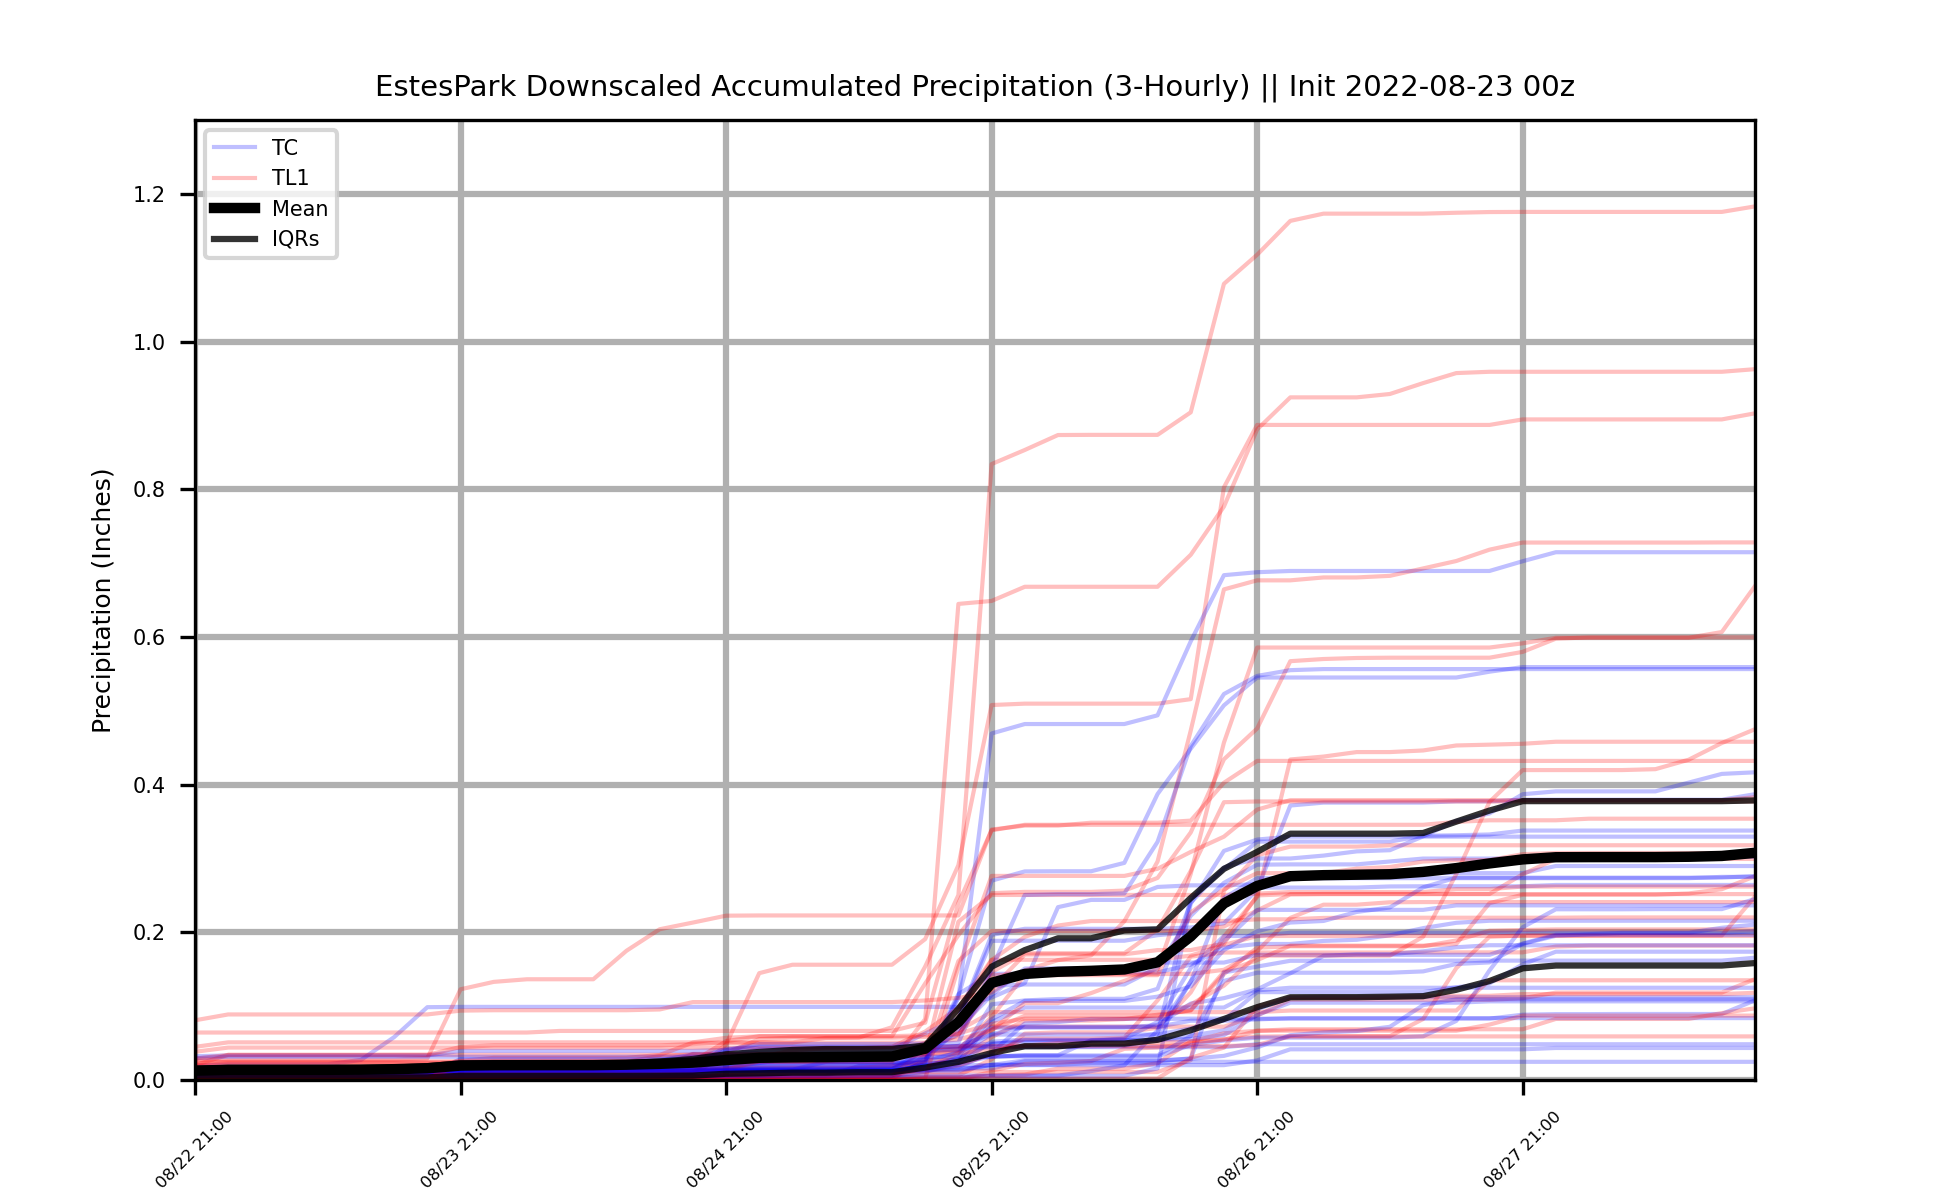 EstesPark Downscaled Accumulated Precipitation (3-Hourly) || Init 2022-08-23 00z
TC
TL1
Mean
IQRs
Precipitation (Inches)
1.2
1.0
0.8
0.6
0.4
0.2
0.0
08/22 21:00
08/23 21:00
08/24 21:00
08/25 21:00
08/26 21:00
08/27 21:00